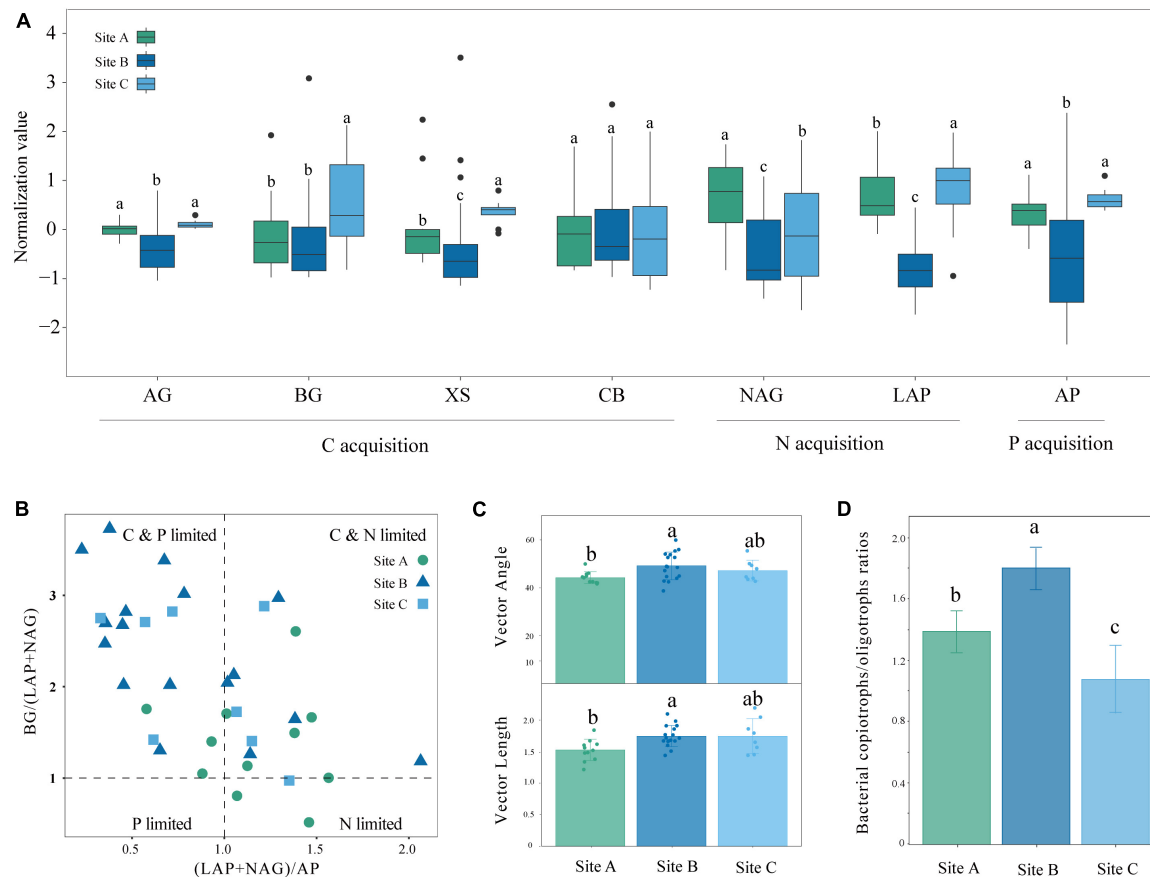 A
Normalization value
4
3
2
1
0
−1
−2
Site A
Site B
Site C
a b a
b b a
b c a
a a a
a c b
b c a
a b a
AG BG XS CB NAG LAP AP
C acquisition N acquisition P acquisition
B
BG/(LAP+NAG)
3
2
1
C & P limited C & N limited
Site A
Site B
Site C
P limited N limited
0.5 1.0 1.5 2.0
(LAP+NAG)/AP
C
Vector Angle
60
40
20
10
b a ab
Vector Length
2.0
1.5
1.0
0.5
0
b a ab
Site A Site B Site C
D
Bacterial copiotrophs/oligotrophs ratios
2.0
1.6
1.2
0.8
0.4
0
b a c
Site A Site B Site C